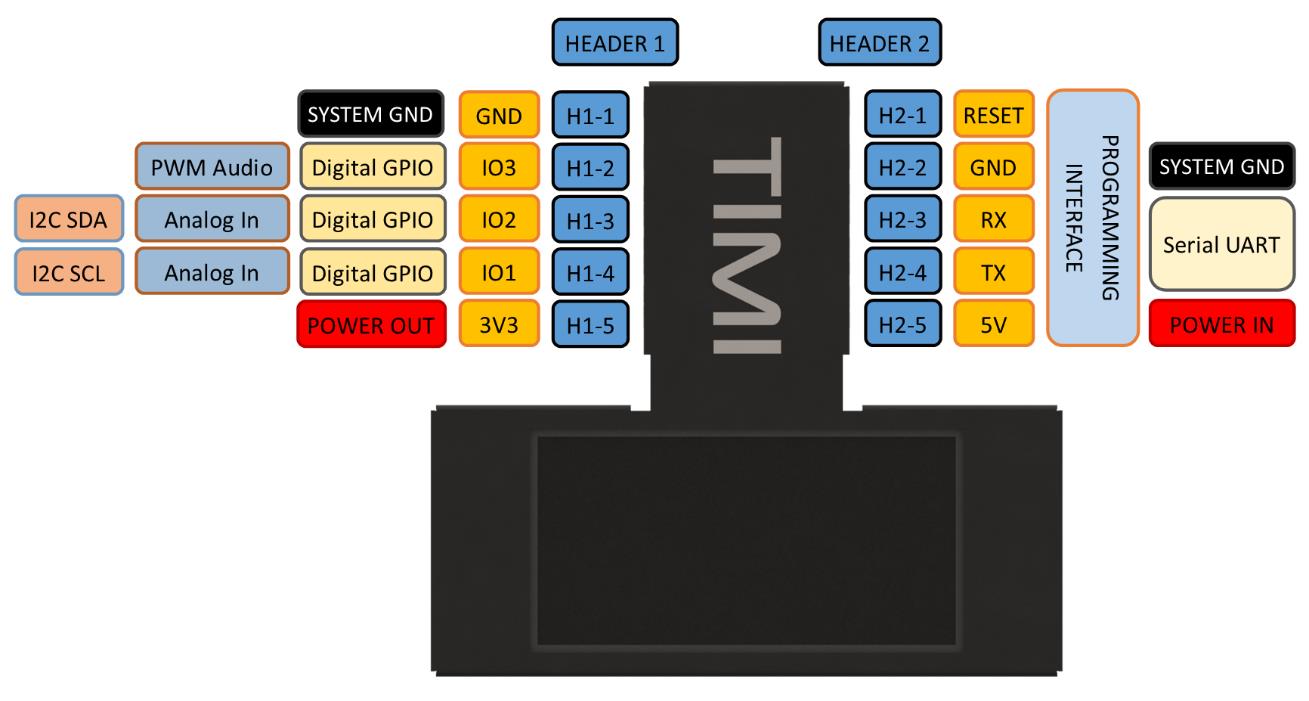 HEADER 1
HEADER 2
SYSTEM GND GND H1-1
PWM Audio Digital GPIO IO3 H1-2
I2C SDA Analog In Digital GPIO IO2 H1-3
I2C SCL Analog In Digital GPIO IO1 H1-4
POWER OUT 3V3 H1-5
TIMI
H2-1 RESET
H2-2 GND
H2-3 RX
H2-4 TX
H2-5 5V
PROGRAMMING
INTERFACE
SYSTEM GND
Serial UART
POWER IN